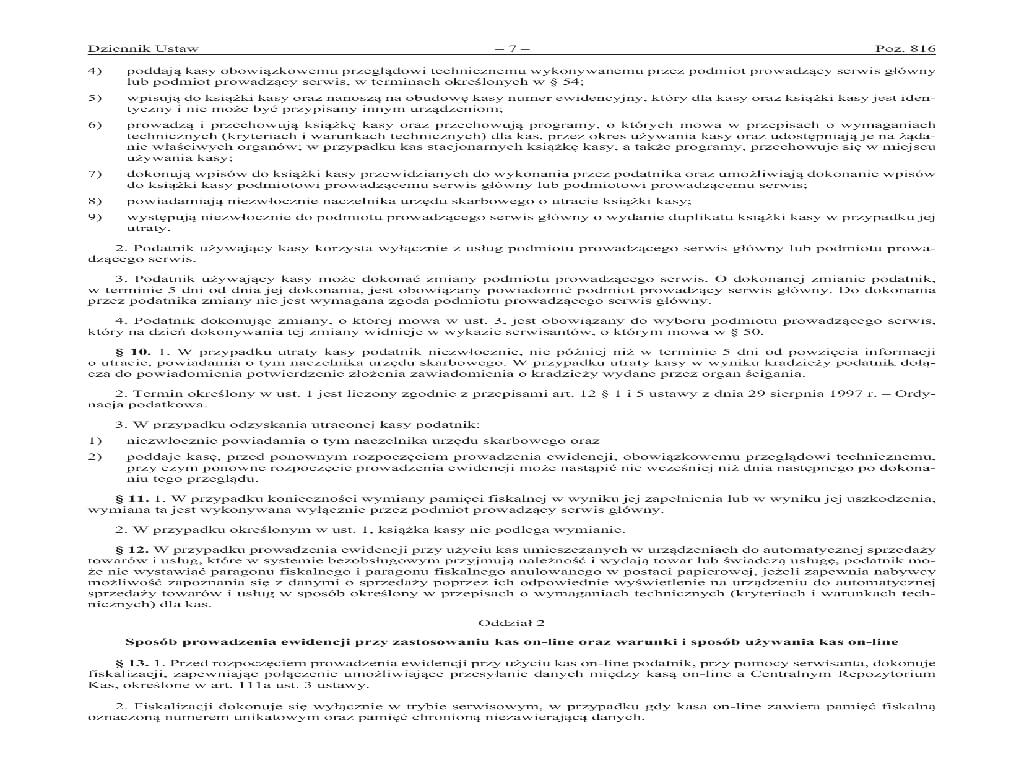 Dziennik Ustaw – 7 – Poz. 816
4) poddają kasy obowiązkowemu przeglądowi technicznemu wykonywanemu przez podmiot prowadzący serwis główny
lub podmiot prowadzący serwis, w terminach określonych w § 54;
5) wpisują do książki kasy oraz nanoszą na obudowę kasy numer ewidencyjny, który dla kasy oraz książki kasy jest iden-
tyczny i nie może być przypisany innym urządzeniom;
6) prowadzą i przechowują książkę kasy oraz przechowują programy, o których mowa w przepisach o wymaganiach
technicznych (kryteriach i warunkach technicznych) dla kas, przez okres używania kasy oraz udostępniają je na żąda-
nie właściwych organów; w przypadku kas stacjonarnych książkę kasy, a także programy, przechowuje się w miejscu
używania kasy;
7) dokonują wpisów do książki kasy przewidzianych do wykonania przez podatnika oraz umożliwiają dokonanie wpisów
do książki kasy podmiotowi prowadzącemu serwis główny lub podmiotowi prowadzącemu serwis;
8) powiadamiają niezwłocznie naczelnika urzędu skarbowego o utracie książki kasy;
9) występują niezwłocznie do podmiotu prowadzącego serwis główny o wydanie duplikatu książki kasy w przypadku jej
utraty.
2. Podatnik używający kasy korzysta wyłącznie z usług podmiotu prowadzącego serwis główny lub podmiotu prowa-
dzącego serwis.
3. Podatnik używający kasy może dokonać zmiany podmiotu prowadzącego serwis. O dokonanej zmianie podatnik,
w terminie 5 dni od dnia jej dokonania, jest obowiązany powiadomić podmiot prowadzący serwis główny. Do dokonania
przez podatnika zmiany nie jest wymagana zgoda podmiotu prowadzącego serwis główny.
4. Podatnik dokonując zmiany, o której mowa w ust. 3, jest obowiązany do wyboru podmiotu prowadzącego serwis,
który na dzień dokonywania tej zmiany widnieje w wykazie serwisantów, o którym mowa w § 50.
§ 10. 1. W przypadku utraty kasy podatnik niezwłocznie, nie później niż w terminie 5 dni od powzięcia informacji
o utracie, powiadamia o tym naczelnika urzędu skarbowego. W przypadku utraty kasy w wyniku kradzieży podatnik dołą-
cza do powiadomienia potwierdzenie złożenia zawiadomienia o kradzieży wydane przez organ ścigania.
2. Termin określony w ust. 1 jest liczony zgodnie z przepisami art. 12 § 1 i 5 ustawy z dnia 29 sierpnia 1997 r. – Ordy-
nacja podatkowa.
3. W przypadku odzyskania utraconej kasy podatnik:
1) niezwłocznie powiadamia o tym naczelnika urzędu skarbowego oraz
2) poddaje kasę, przed ponownym rozpoczęciem prowadzenia ewidencji, obowiązkowemu przeglądowi technicznemu,
przy czym ponowne rozpoczęcie prowadzenia ewidencji może nastąpić nie wcześniej niż dnia następnego po dokona-
niu tego przeglądu.
§ 11. 1. W przypadku konieczności wymiany pamięci fiskalnej w wyniku jej zapełnienia lub w wyniku jej uszkodzenia,
wymiana ta jest wykonywana wyłącznie przez podmiot prowadzący serwis główny.
2. W przypadku określonym w ust. 1, książka kasy nie podlega wymianie.
§ 12. W przypadku prowadzenia ewidencji przy użyciu kas umieszczanych w urządzeniach do automatycznej sprzedaży
towarów i usług, które w systemie bezobsługowym przyjmują należność i wydają towar lub świadczą usługę, podatnik mo-
że nie wystawiać paragonu fiskalnego i paragonu fiskalnego anulowanego w postaci papierowej, jeżeli zapewnia nabywcy
możliwość zapoznania się z danymi o sprzedaży poprzez ich odpowiednie wyświetlenie na urządzeniu do automatycznej
sprzedaży towarów i usług w sposób określony w przepisach o wymaganiach technicznych (kryteriach i warunkach tech-
nicznych) dla kas.
Oddział 2
Sposób prowadzenia ewidencji przy zastosowaniu kas on-line oraz warunki i sposób używania kas on-line
§ 13. 1. Przed rozpoczęciem prowadzenia ewidencji przy użyciu kas on-line podatnik, przy pomocy serwisanta, dokonuje
fiskalizacji, zapewniając połączenie umożliwiające przesyłanie danych między kasą on-line a Centralnym Repozytorium
Kas, określone w art. 111a ust. 3 ustawy.
2. Fiskalizacji dokonuje się wyłącznie w trybie serwisowym, w przypadku gdy kasa on-line zawiera pamięć fiskalną
oznaczoną numerem unikatowym oraz pamięć chronioną niezawierającą danych.